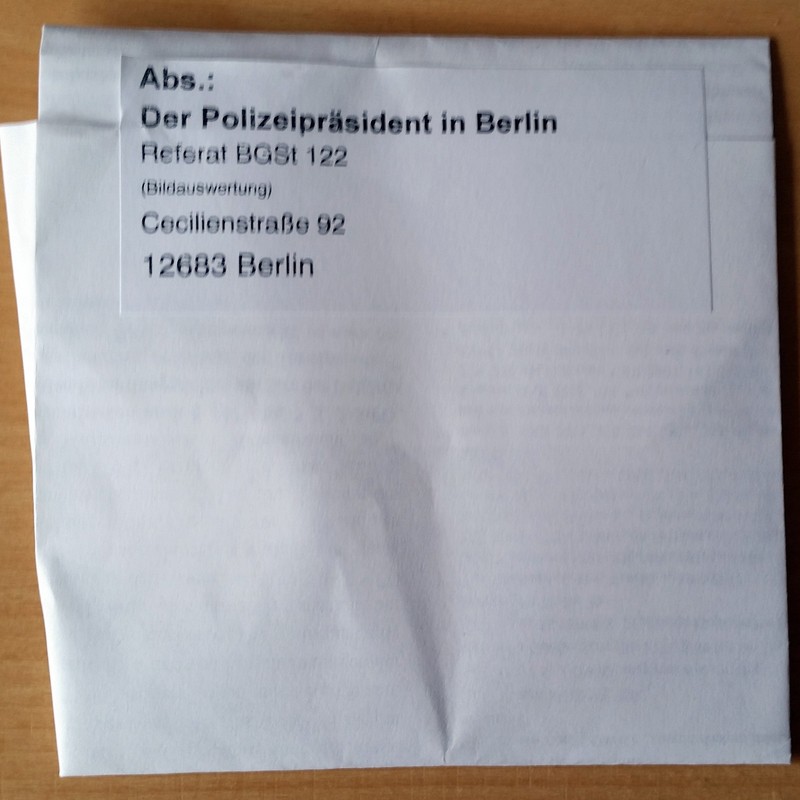 Abs.:
Der Polizeipräsident in Berlin
Referat BGSt 122
(Bildauswertung)
Cecilienstraße 92
12683 Berlin